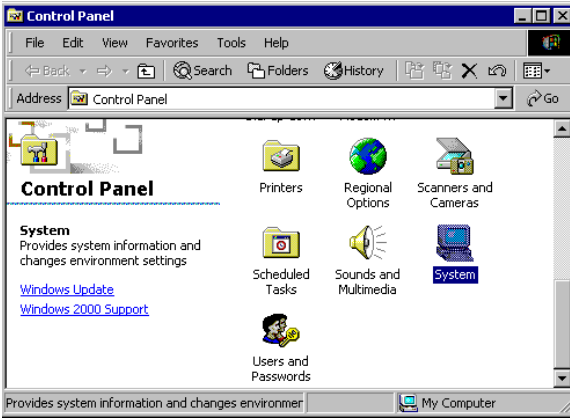 Control Panel
File Edit View Favorites Tools Help
Back Search Folders History
Address Control Panel Go
Control Panel
System
Provides system information and
changes environment settings
Windows Update
Windows 2000 Support
Printers
Regional
Options
Scanners and
Cameras
Scheduled
Tasks
Sounds and
Multimedia
System
Users and
Passwords
Provides system information and changes environmer
My Computer